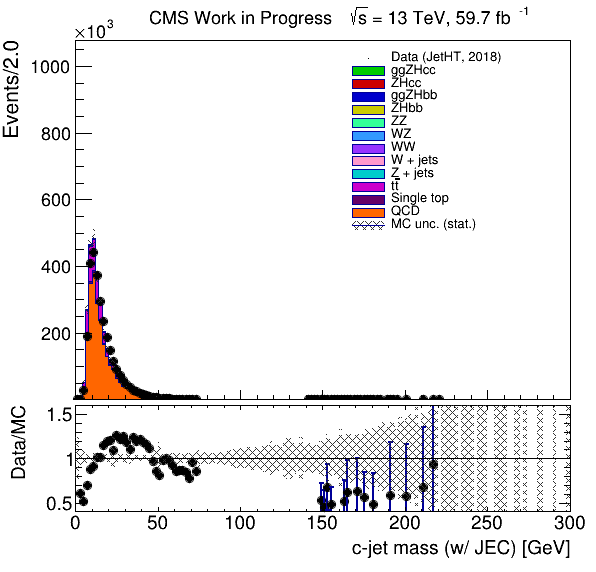 CMS Work in Progress √s = 13 TeV, 59.7 fb⁻¹
×10³
Events/2.0
1000
800
600
400
200
Data (JetHT, 2018)
ggZHcc
ZHcc
ggZHbb
ZHbb
ZZ
WZ
WW
W + jets
Z + jets
tt̅
Single top
QCD
MC unc. (stat.)
Data/MC
1.5
1
0.5
0 50 100 150 200 250 300
c-jet mass (w/ JEC) [GeV]